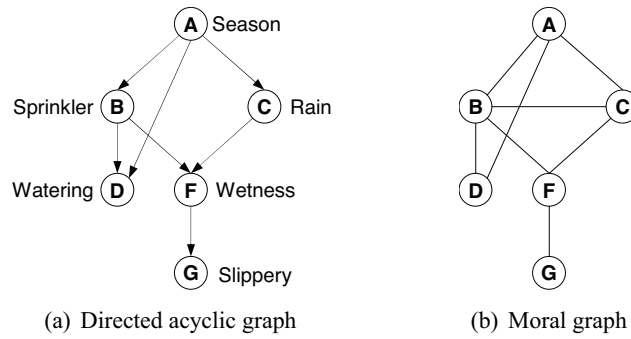 A Season
A
Sprinkler B
C Rain
B
C
Watering D
F Wetness
D
F
G Slippery
G
(a) Directed acyclic graph
(b) Moral graph